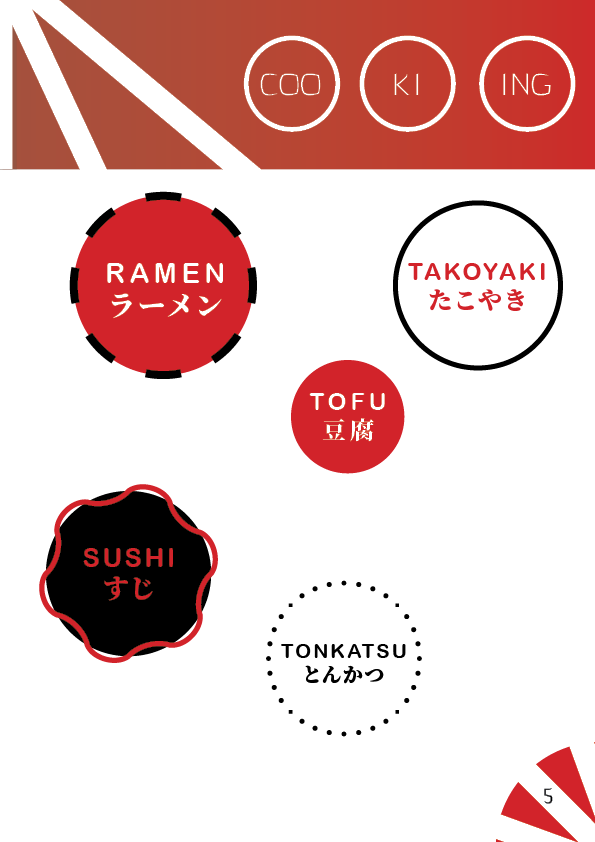 COO KI ING
RAMEN
ラーメン
TAKOYAKI
たこやき
TOFU
豆腐
SUSHI
すじ
TONKATSU
とんかつ
5